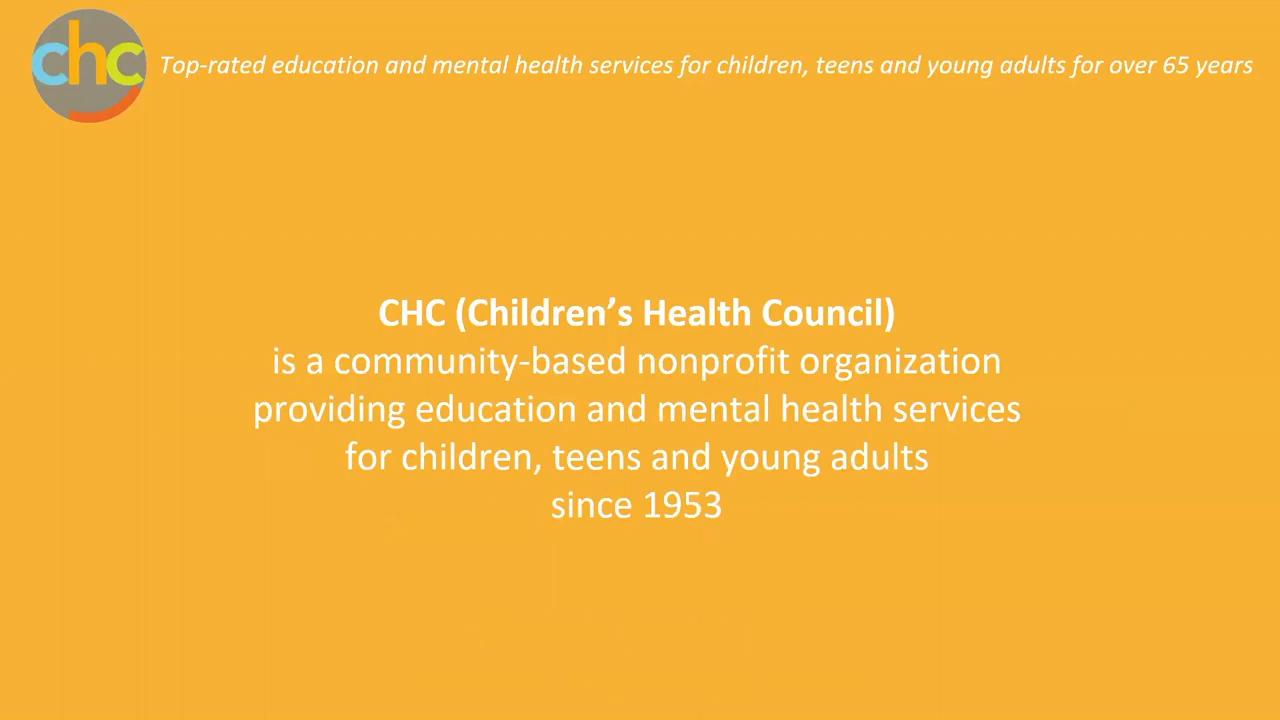 chc
Top-rated education and mental health services for children, teens and young adults for over 65 years
CHC (Children’s Health Council)
is a community-based nonprofit organization
providing education and mental health services
for children, teens and young adults
since 1953